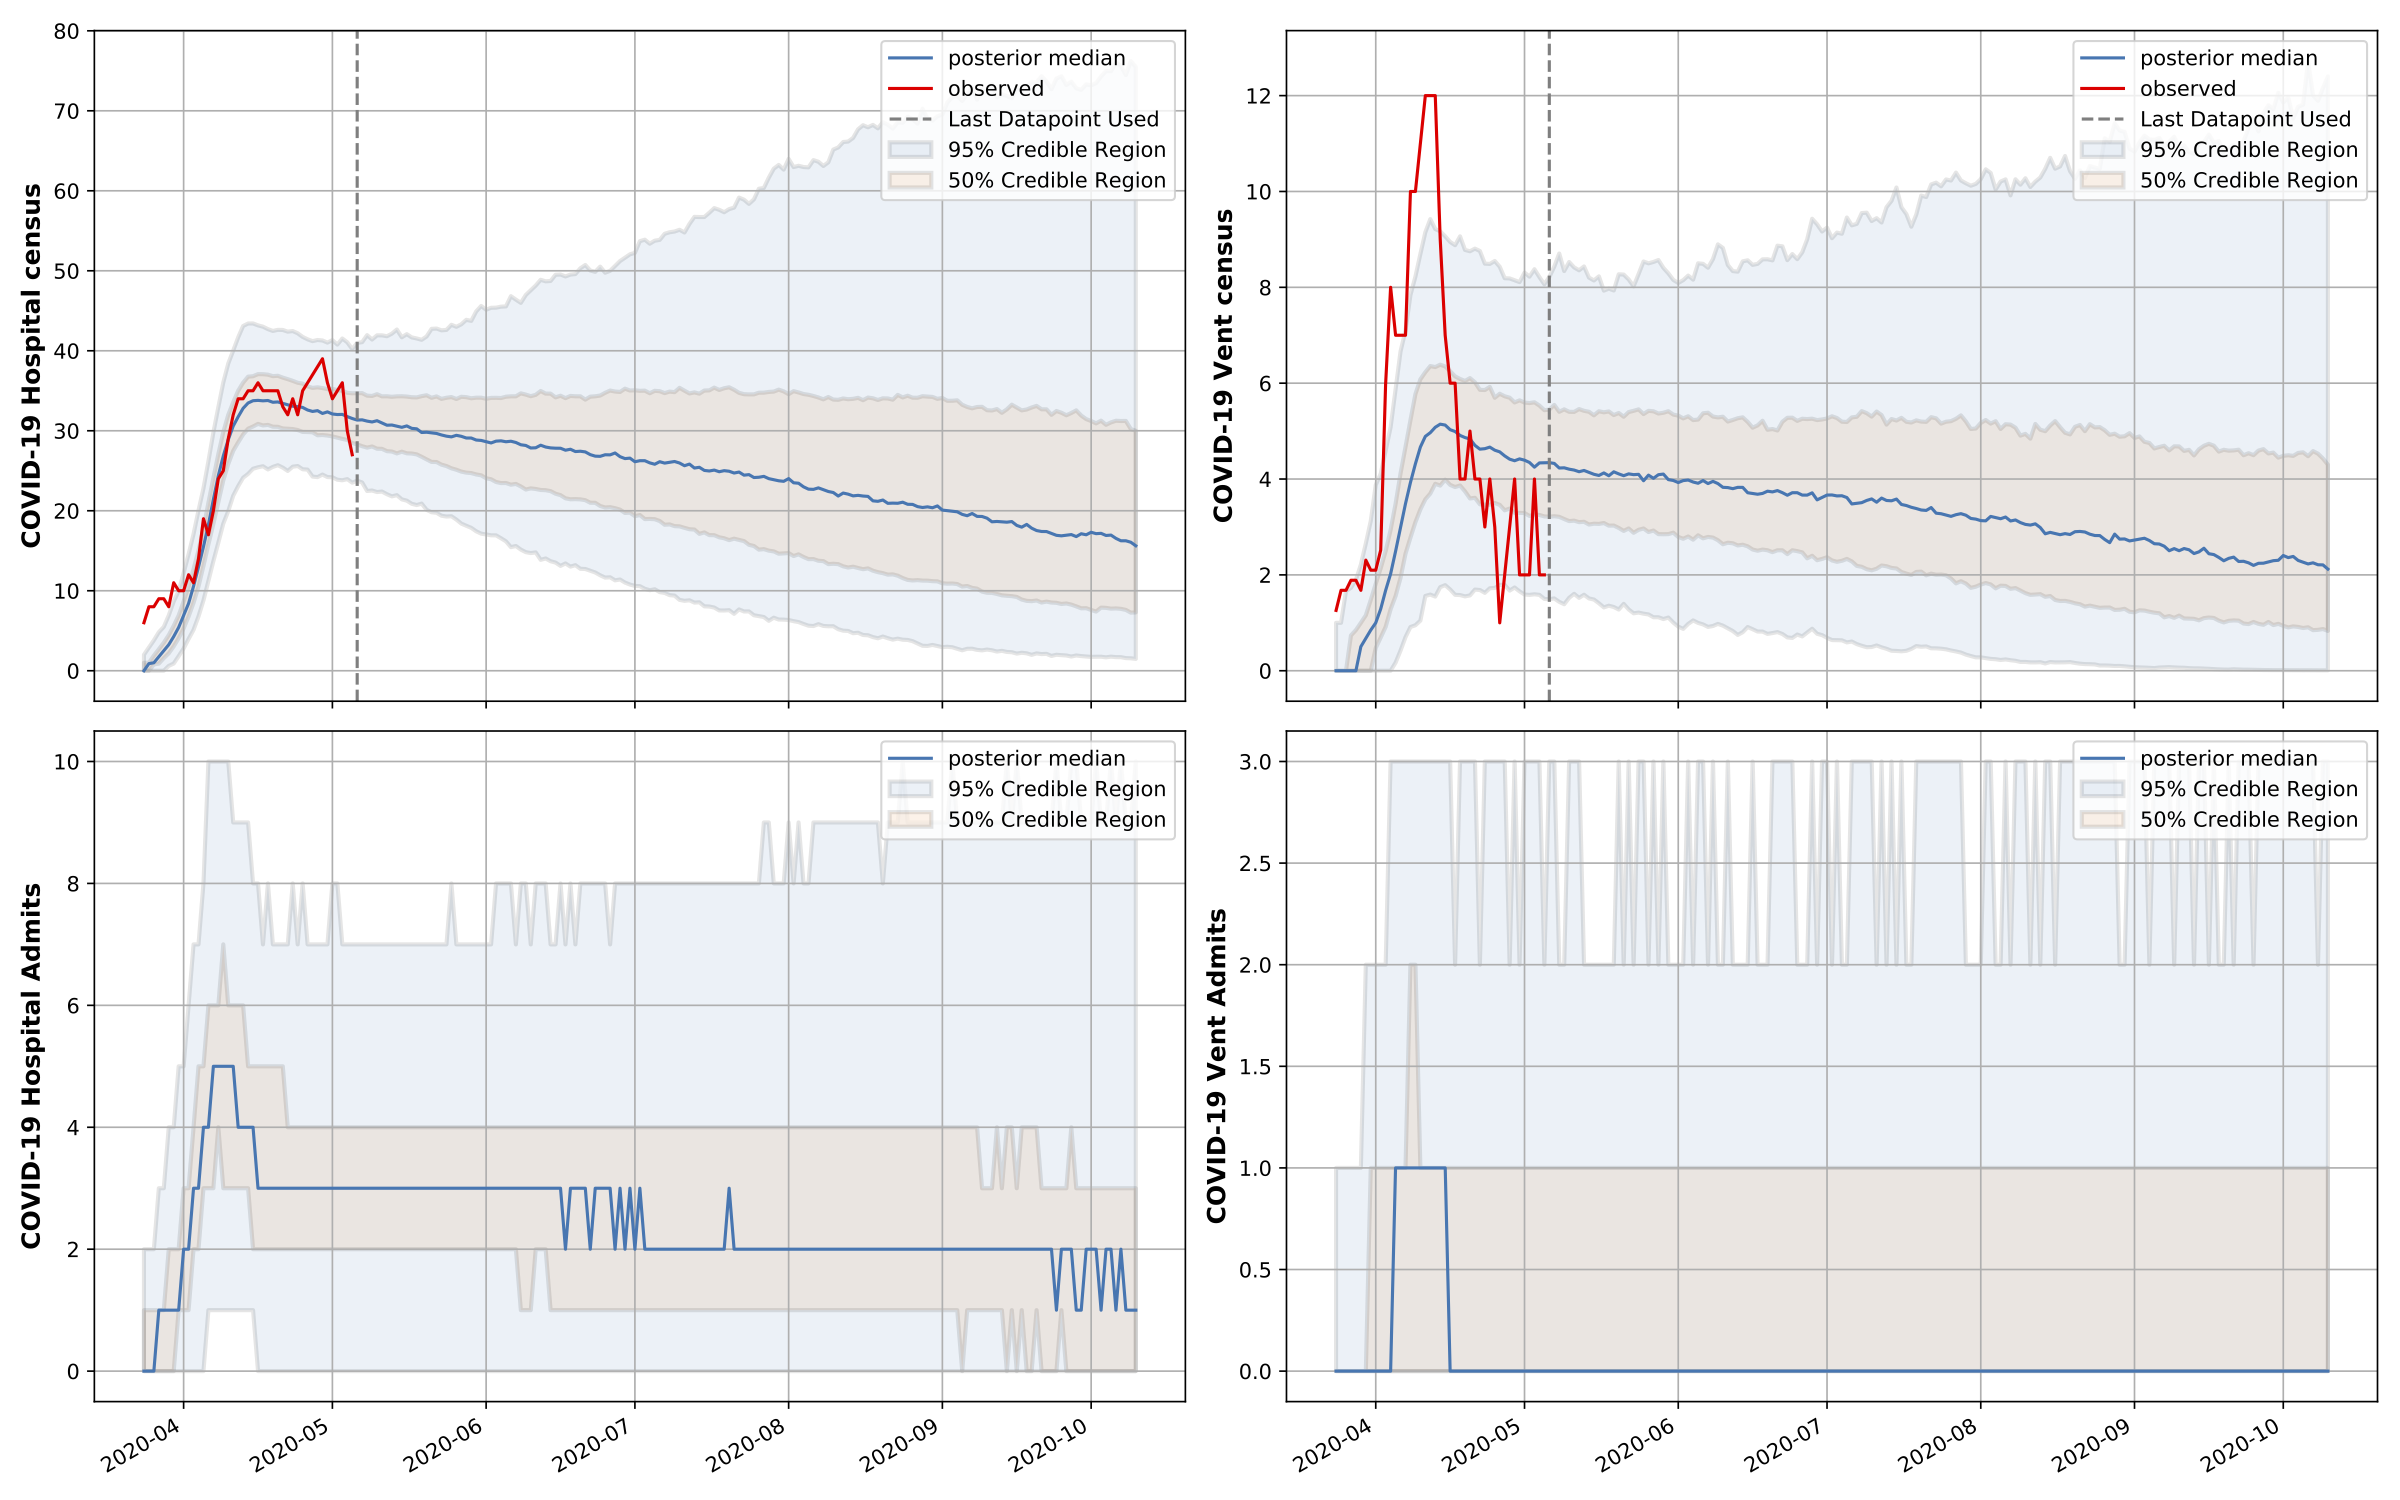 COVID-19 Hospital census
80
70
60
50
40
30
20
10
0
posterior median
observed
Last Datapoint Used
95% Credible Region
50% Credible Region
COVID-19 Vent census
12
10
8
6
4
2
0
posterior median
observed
Last Datapoint Used
95% Credible Region
50% Credible Region
COVID-19 Hospital Admits
10
8
6
4
2
0
posterior median
95% Credible Region
50% Credible Region
2020-04
2020-05
2020-06
2020-07
2020-08
2020-09
2020-10
COVID-19 Vent Admits
3.0
2.5
2.0
1.5
1.0
0.5
0.0
posterior median
95% Credible Region
50% Credible Region
2020-04
2020-05
2020-06
2020-07
2020-08
2020-09
2020-10